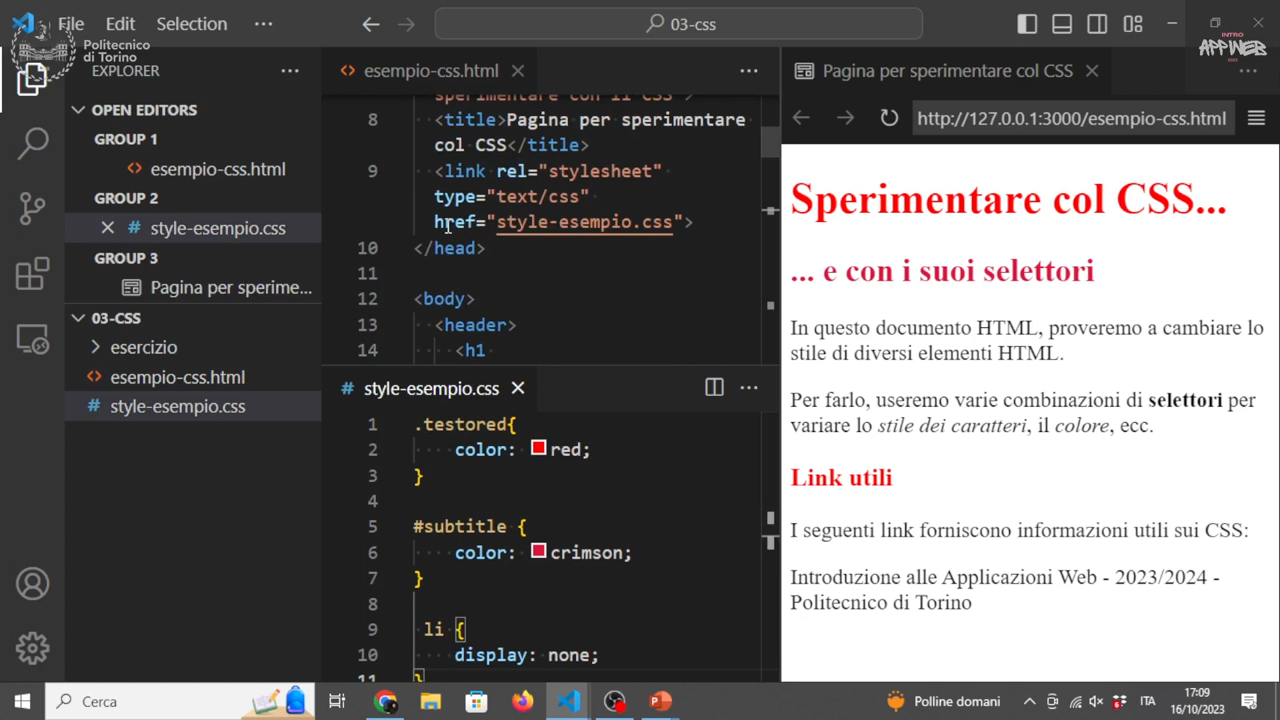 File Edit Selection ···
03-css
Politecnico
di Torino
INTRO
APPWEB
EXPLORER
OPEN EDITORS
GROUP 1
esempio-css.html
GROUP 2
style-esempio.css
GROUP 3
Pagina per sperime...
03-CSS
esercizio
esempio-css.html
style-esempio.css
esempio-css.html
sperimentare con il CSS">
8 <title>Pagina per sperimentare
col CSS</title>
9 <link rel="stylesheet"
type="text/css"
href="style-esempio.css">
10 </head>
11
12 <body>
13 <header>
14 <h1
style-esempio.css
1 .testored{
2 color: red;
3 }
4
5 #subtitle {
6 color: crimson;
7 }
8
9 li {
10 display: none;
11 }
Pagina per sperimentare col CSS
http://127.0.0.1:3000/esempio-css.html
Sperimentare col CSS...
... e con i suoi selettori
In questo documento HTML, proveremo a cambiare lo
stile di diversi elementi HTML.
Per farlo, useremo varie combinazioni di selettori per
variare lo stile dei caratteri, il colore, ecc.
Link utili
I seguenti link forniscono informazioni utili sui CSS:
Introduzione alle Applicazioni Web - 2023/2024 -
Politecnico di Torino
Cerca
Polline domani
ITA
17:09
16/10/2023